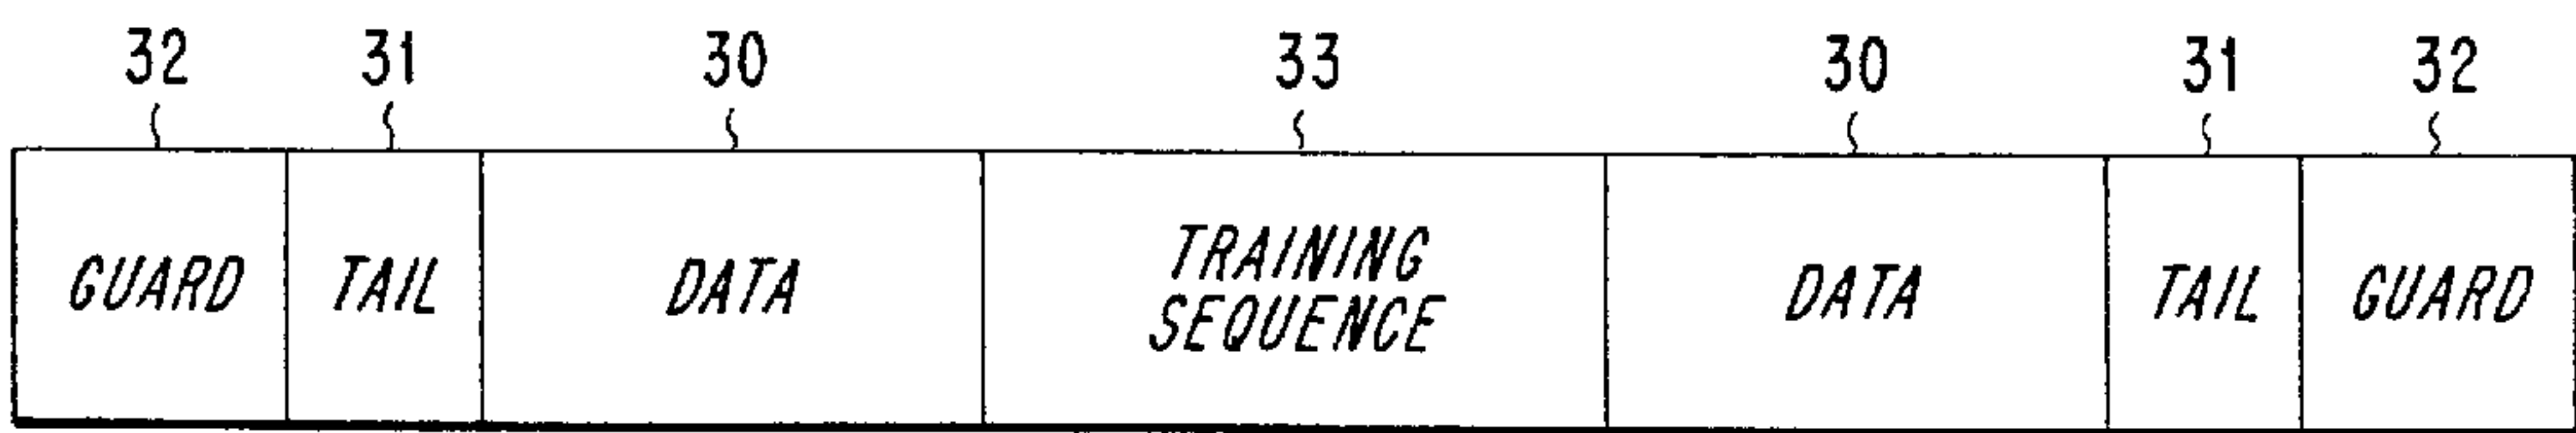 32 31 30 33 30 31 32
GUARD TAIL DATA TRAINING SEQUENCE DATA TAIL GUARD